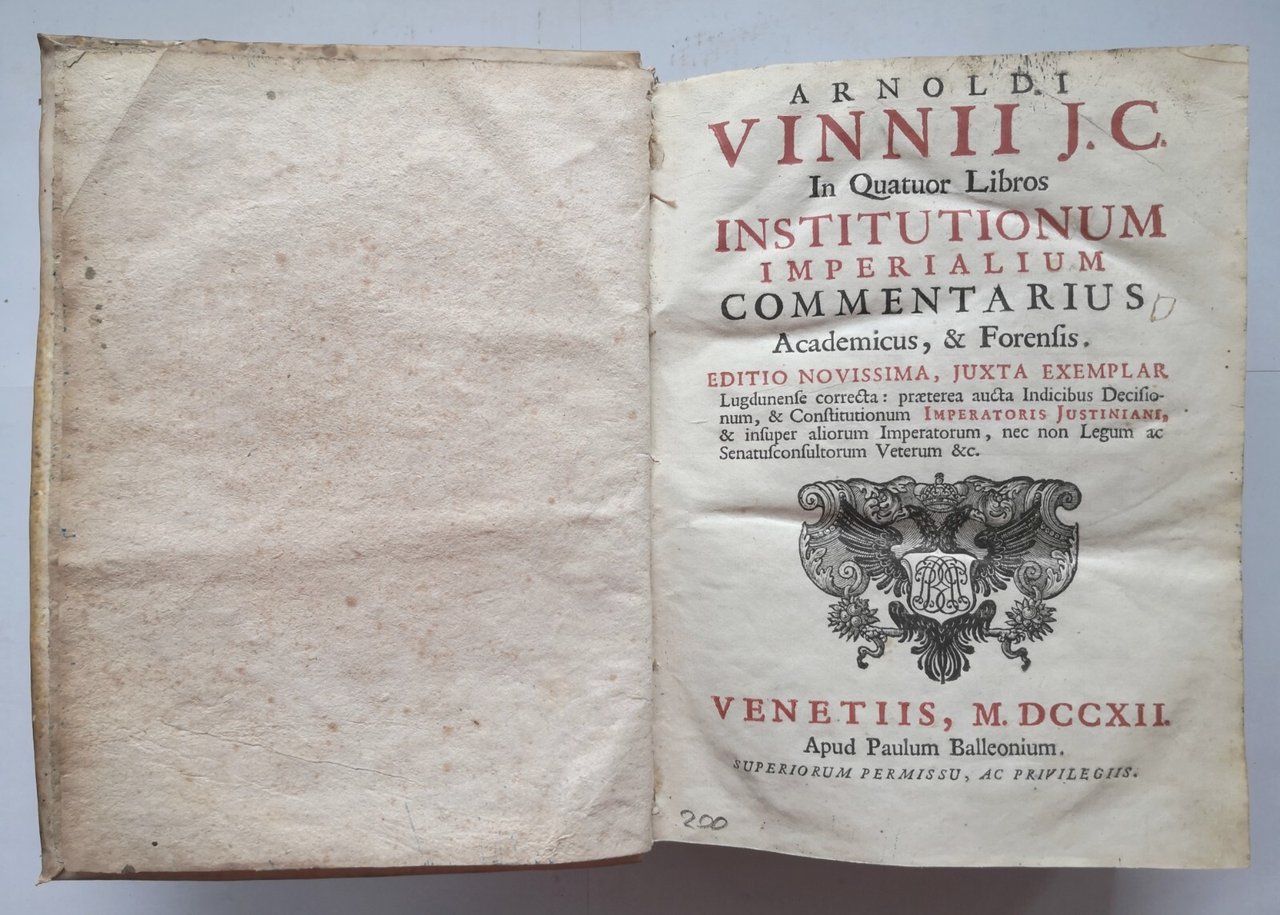 ARNOLDI
VINNII J.C.
In Quatuor Libros
INSTITUTIONUM
IMPERIALIUM
COMMENTARIUS
Academicus, & Forenſis.
EDITIO NOVISSIMA, JUXTA EXEMPLAR
Lugdunenſe correcta: præterea aucta Indicibus Deciſio-
num, & Conſtitutionum IMPERATORIS JUSTINIANI,
& inſuper aliorum Imperatorum, nec non Legum ac
Senatuſconſultorum Veterum &c.
VENETIIS, M. DCCXII.
Apud Paulum Balleonium.
SUPERIORUM PERMISSU, AC PRIVILEGIIS.
200